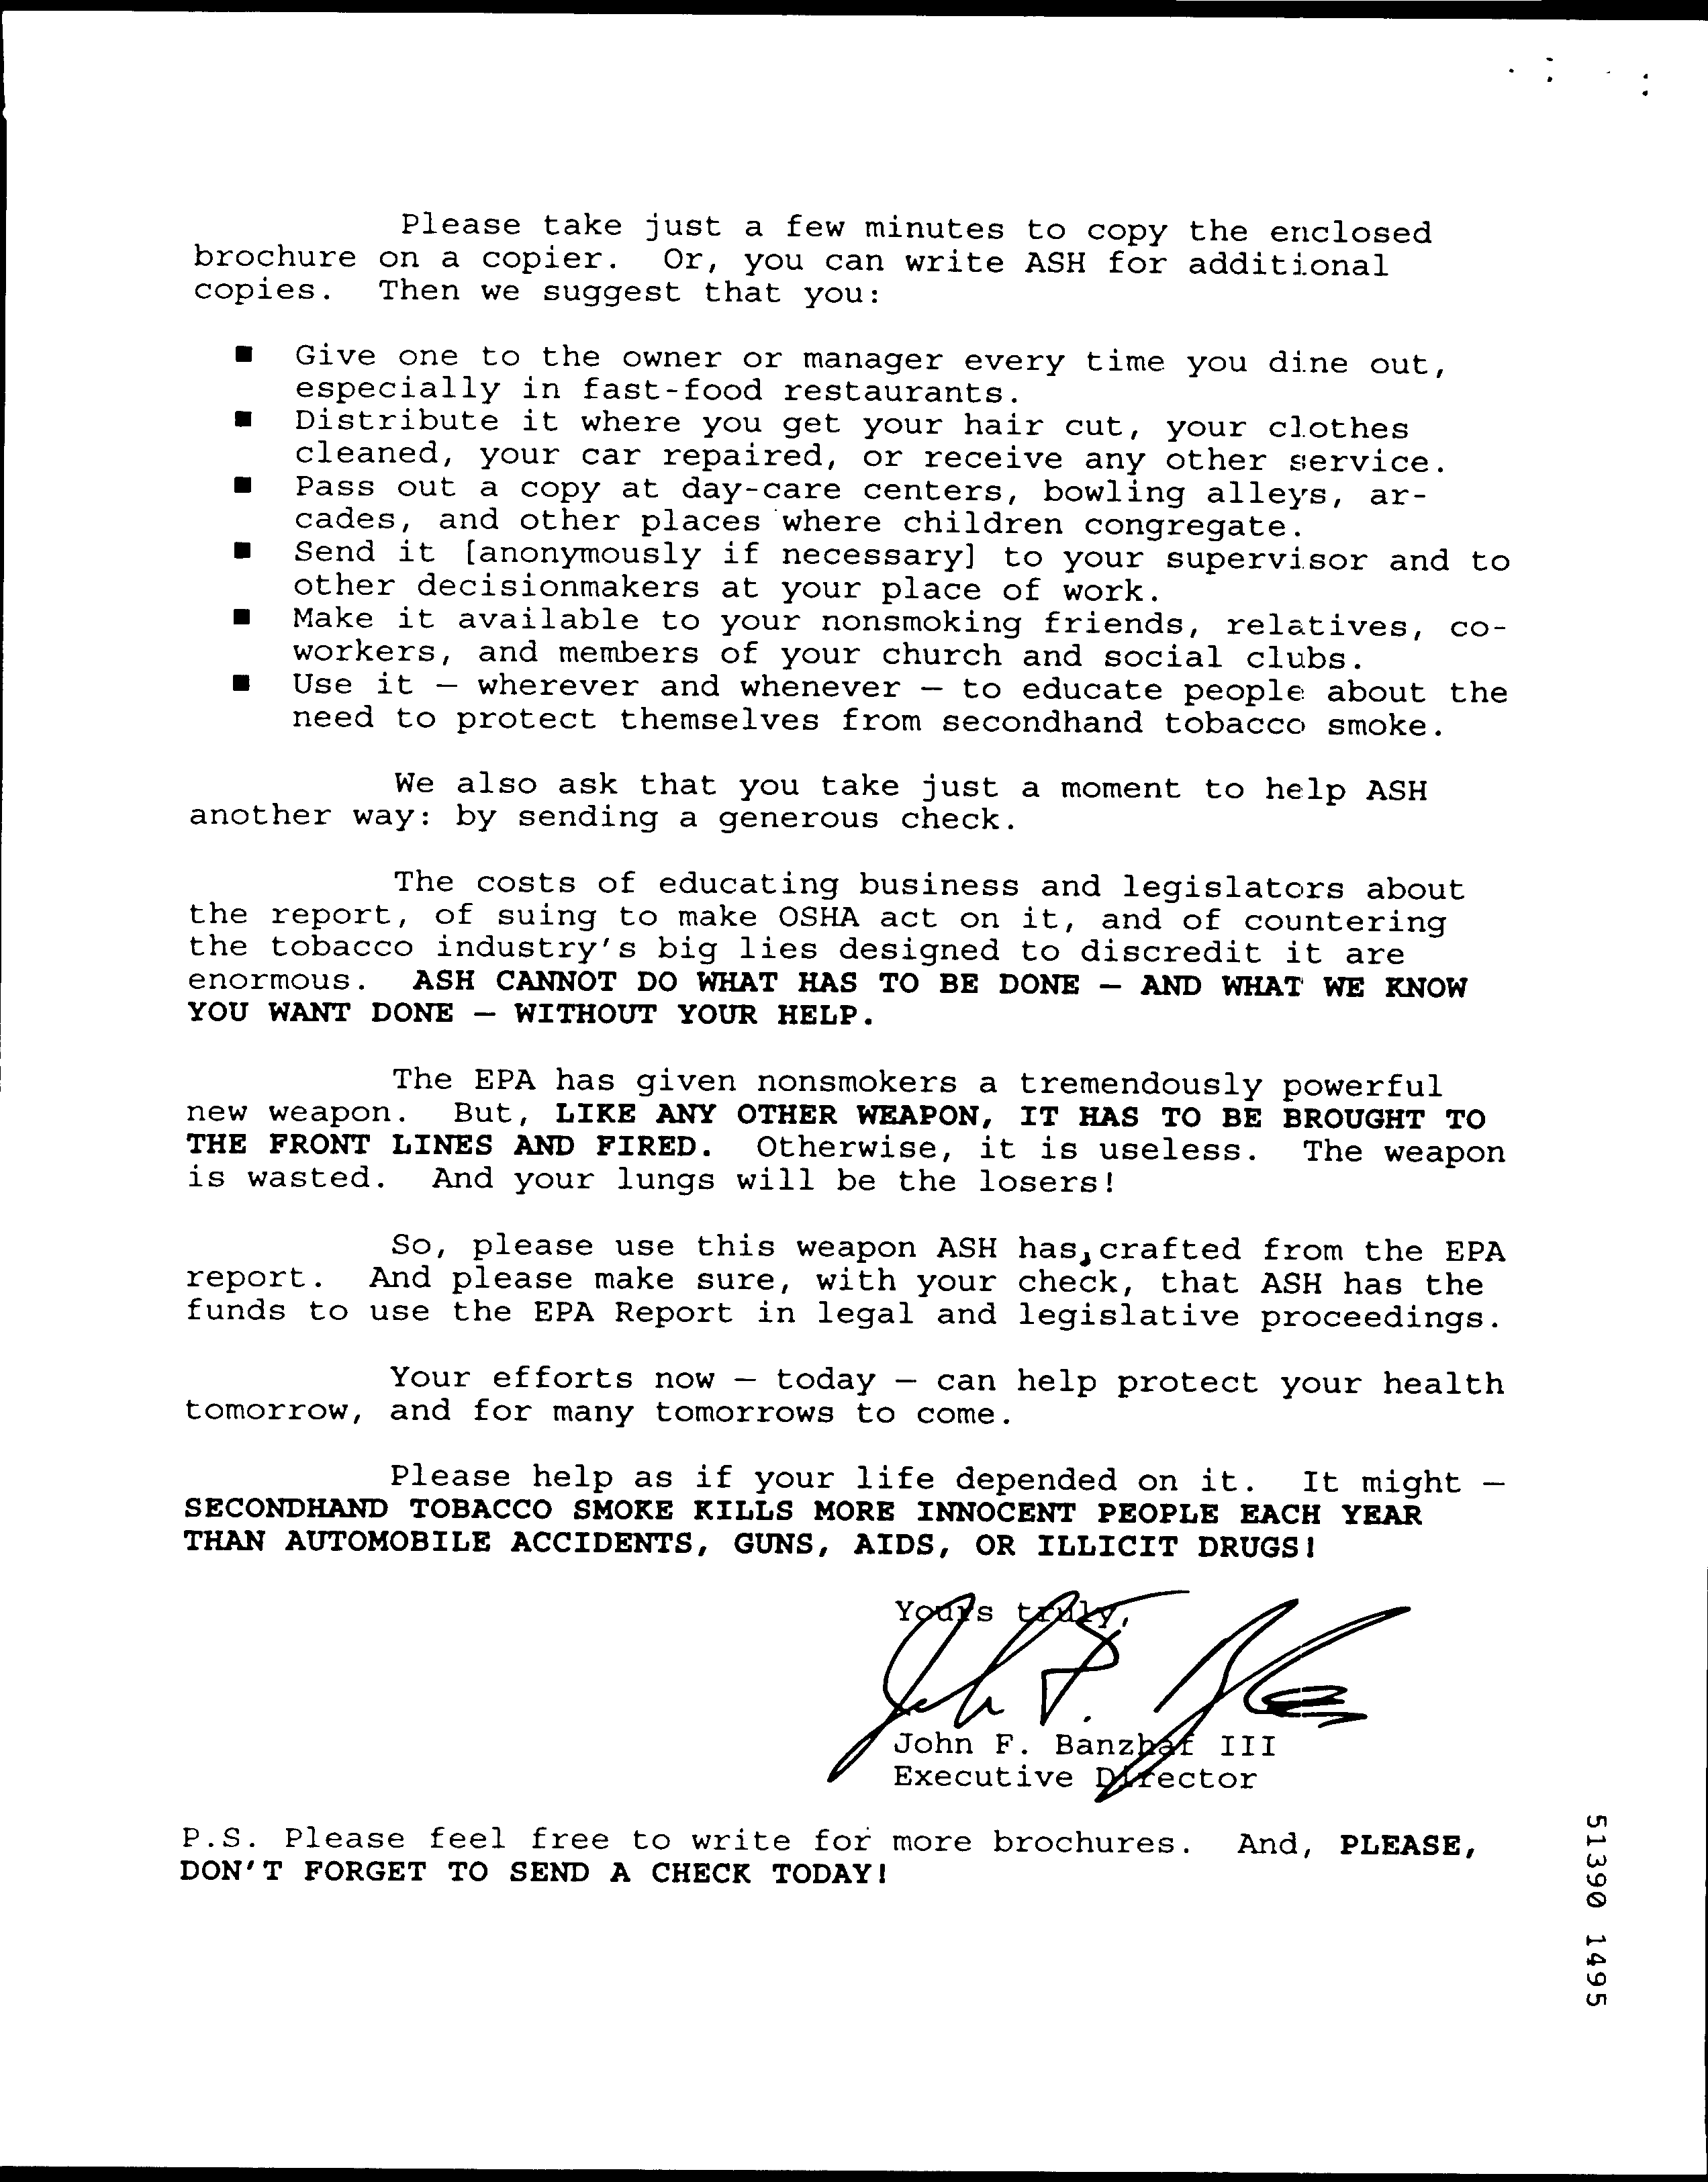 Please take just a few minutes to copy the enclosed
brochure on a copier. Or, you can write ASH for additional
copies. Then we suggest that you:
■ Give one to the owner or manager every time you dine out,
especially in fast-food restaurants.
■ Distribute it where you get your hair cut, your clothes
cleaned, your car repaired, or receive any other service.
■ Pass out a copy at day-care centers, bowling alleys, ar-
cades, and other places where children congregate.
■ Send it [anonymously if necessary] to your supervisor and to
other decisionmakers at your place of work.
■ Make it available to your nonsmoking friends, relatives, co-
workers, and members of your church and social clubs.
■ Use it — wherever and whenever — to educate people about the
need to protect themselves from secondhand tobacco smoke.
We also ask that you take just a moment to help ASH
another way: by sending a generous check.
The costs of educating business and legislators about
the report, of suing to make OSHA act on it, and of countering
the tobacco industry's big lies designed to discredit it are
enormous. ASH CANNOT DO WHAT HAS TO BE DONE — AND WHAT WE KNOW
YOU WANT DONE — WITHOUT YOUR HELP.
The EPA has given nonsmokers a tremendously powerful
new weapon. But, LIKE ANY OTHER WEAPON, IT HAS TO BE BROUGHT TO
THE FRONT LINES AND FIRED. Otherwise, it is useless. The weapon
is wasted. And your lungs will be the losers!
So, please use this weapon ASH has, crafted from the EPA
report. And please make sure, with your check, that ASH has the
funds to use the EPA Report in legal and legislative proceedings.
Your efforts now — today — can help protect your health
tomorrow, and for many tomorrows to come.
Please help as if your life depended on it. It might —
SECONDHAND TOBACCO SMOKE KILLS MORE INNOCENT PEOPLE EACH YEAR
THAN AUTOMOBILE ACCIDENTS, GUNS, AIDS, OR ILLICIT DRUGS!
Yours truly,
John F. Banzhaf III
Executive Director
P.S. Please feel free to write for more brochures. And, PLEASE,
DON'T FORGET TO SEND A CHECK TODAY!
51390 1495